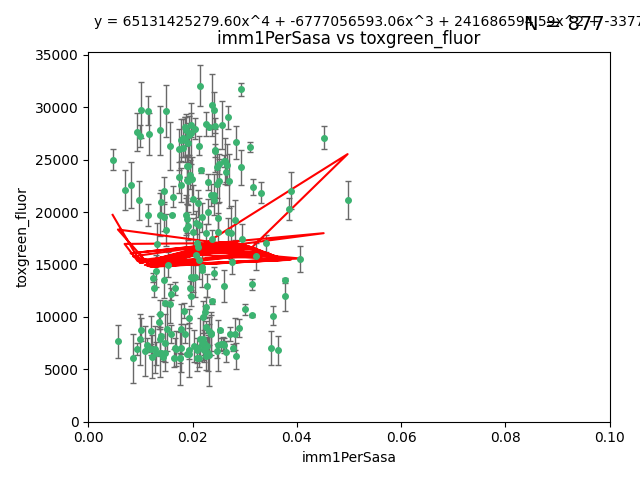 y = 65131425279.60x^4 + -6777056593.06x^3 +
N = 877
imm1PerSasa vs toxgreen_fluor
35000
30000
25000
20000
15000
10000
5000
0
toxgreen_fluor
0.00 0.02 0.04 0.06 0.08 0.10
imm1PerSasa